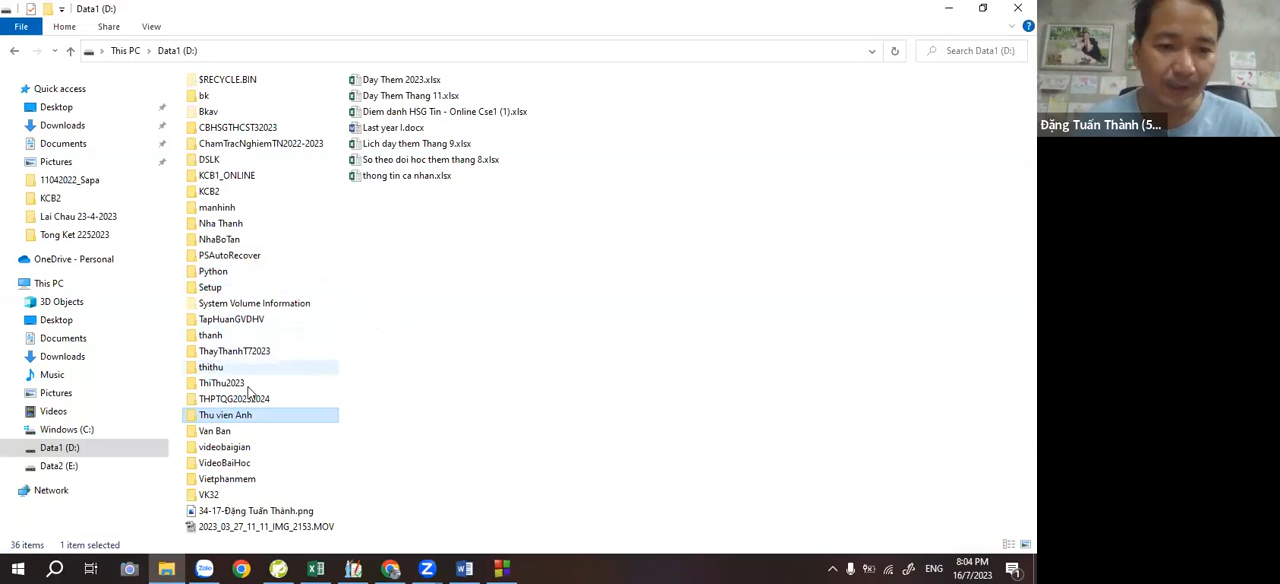 Data1 (D:)
File Home Share View
This PC Data1 (D:)
Search Data1 (D:)
Quick access
Desktop
Downloads
Documents
Pictures
11042022_Sapa
KCB2
Lai Chau 23-4-2023
Tong Ket 2252023
OneDrive - Personal
This PC
3D Objects
Desktop
Documents
Downloads
Music
Pictures
Videos
Windows (C:)
Data1 (D:)
Data2 (E:)
Network
$RECYCLE.BIN
bk
Bkav
CBHSGTHCST32023
ChamTracNghiemTN2022-2023
DSLK
KCB1_ONLINE
KCB2
manhinh
Nha Thanh
NhaBoTan
PSAutoRecover
Python
Setup
System Volume Information
TapHuanGVDHV
thanh
ThayThanhT72023
thithu
ThiThu2023
THPTQG20232024
Thu vien Anh
Van Ban
videobaigian
VideoBaiHoc
Vietphanmem
VK32
34-17-Đặng Tuấn Thành.png
2023_03_27_11_11_IMG_2153.MOV
Day Them 2023.xlsx
Day Them Thang 11.xlsx
Diem danh HSG Tin - Online Cse1 (1).xlsx
Last year I.docx
Lich day them Thang 9.xlsx
So theo doi hoc them thang 8.xlsx
thong tin ca nhan.xlsx
36 items 1 item selected
ENG
8:04 PM
16/7/2023
Đặng Tuấn Thành (5...